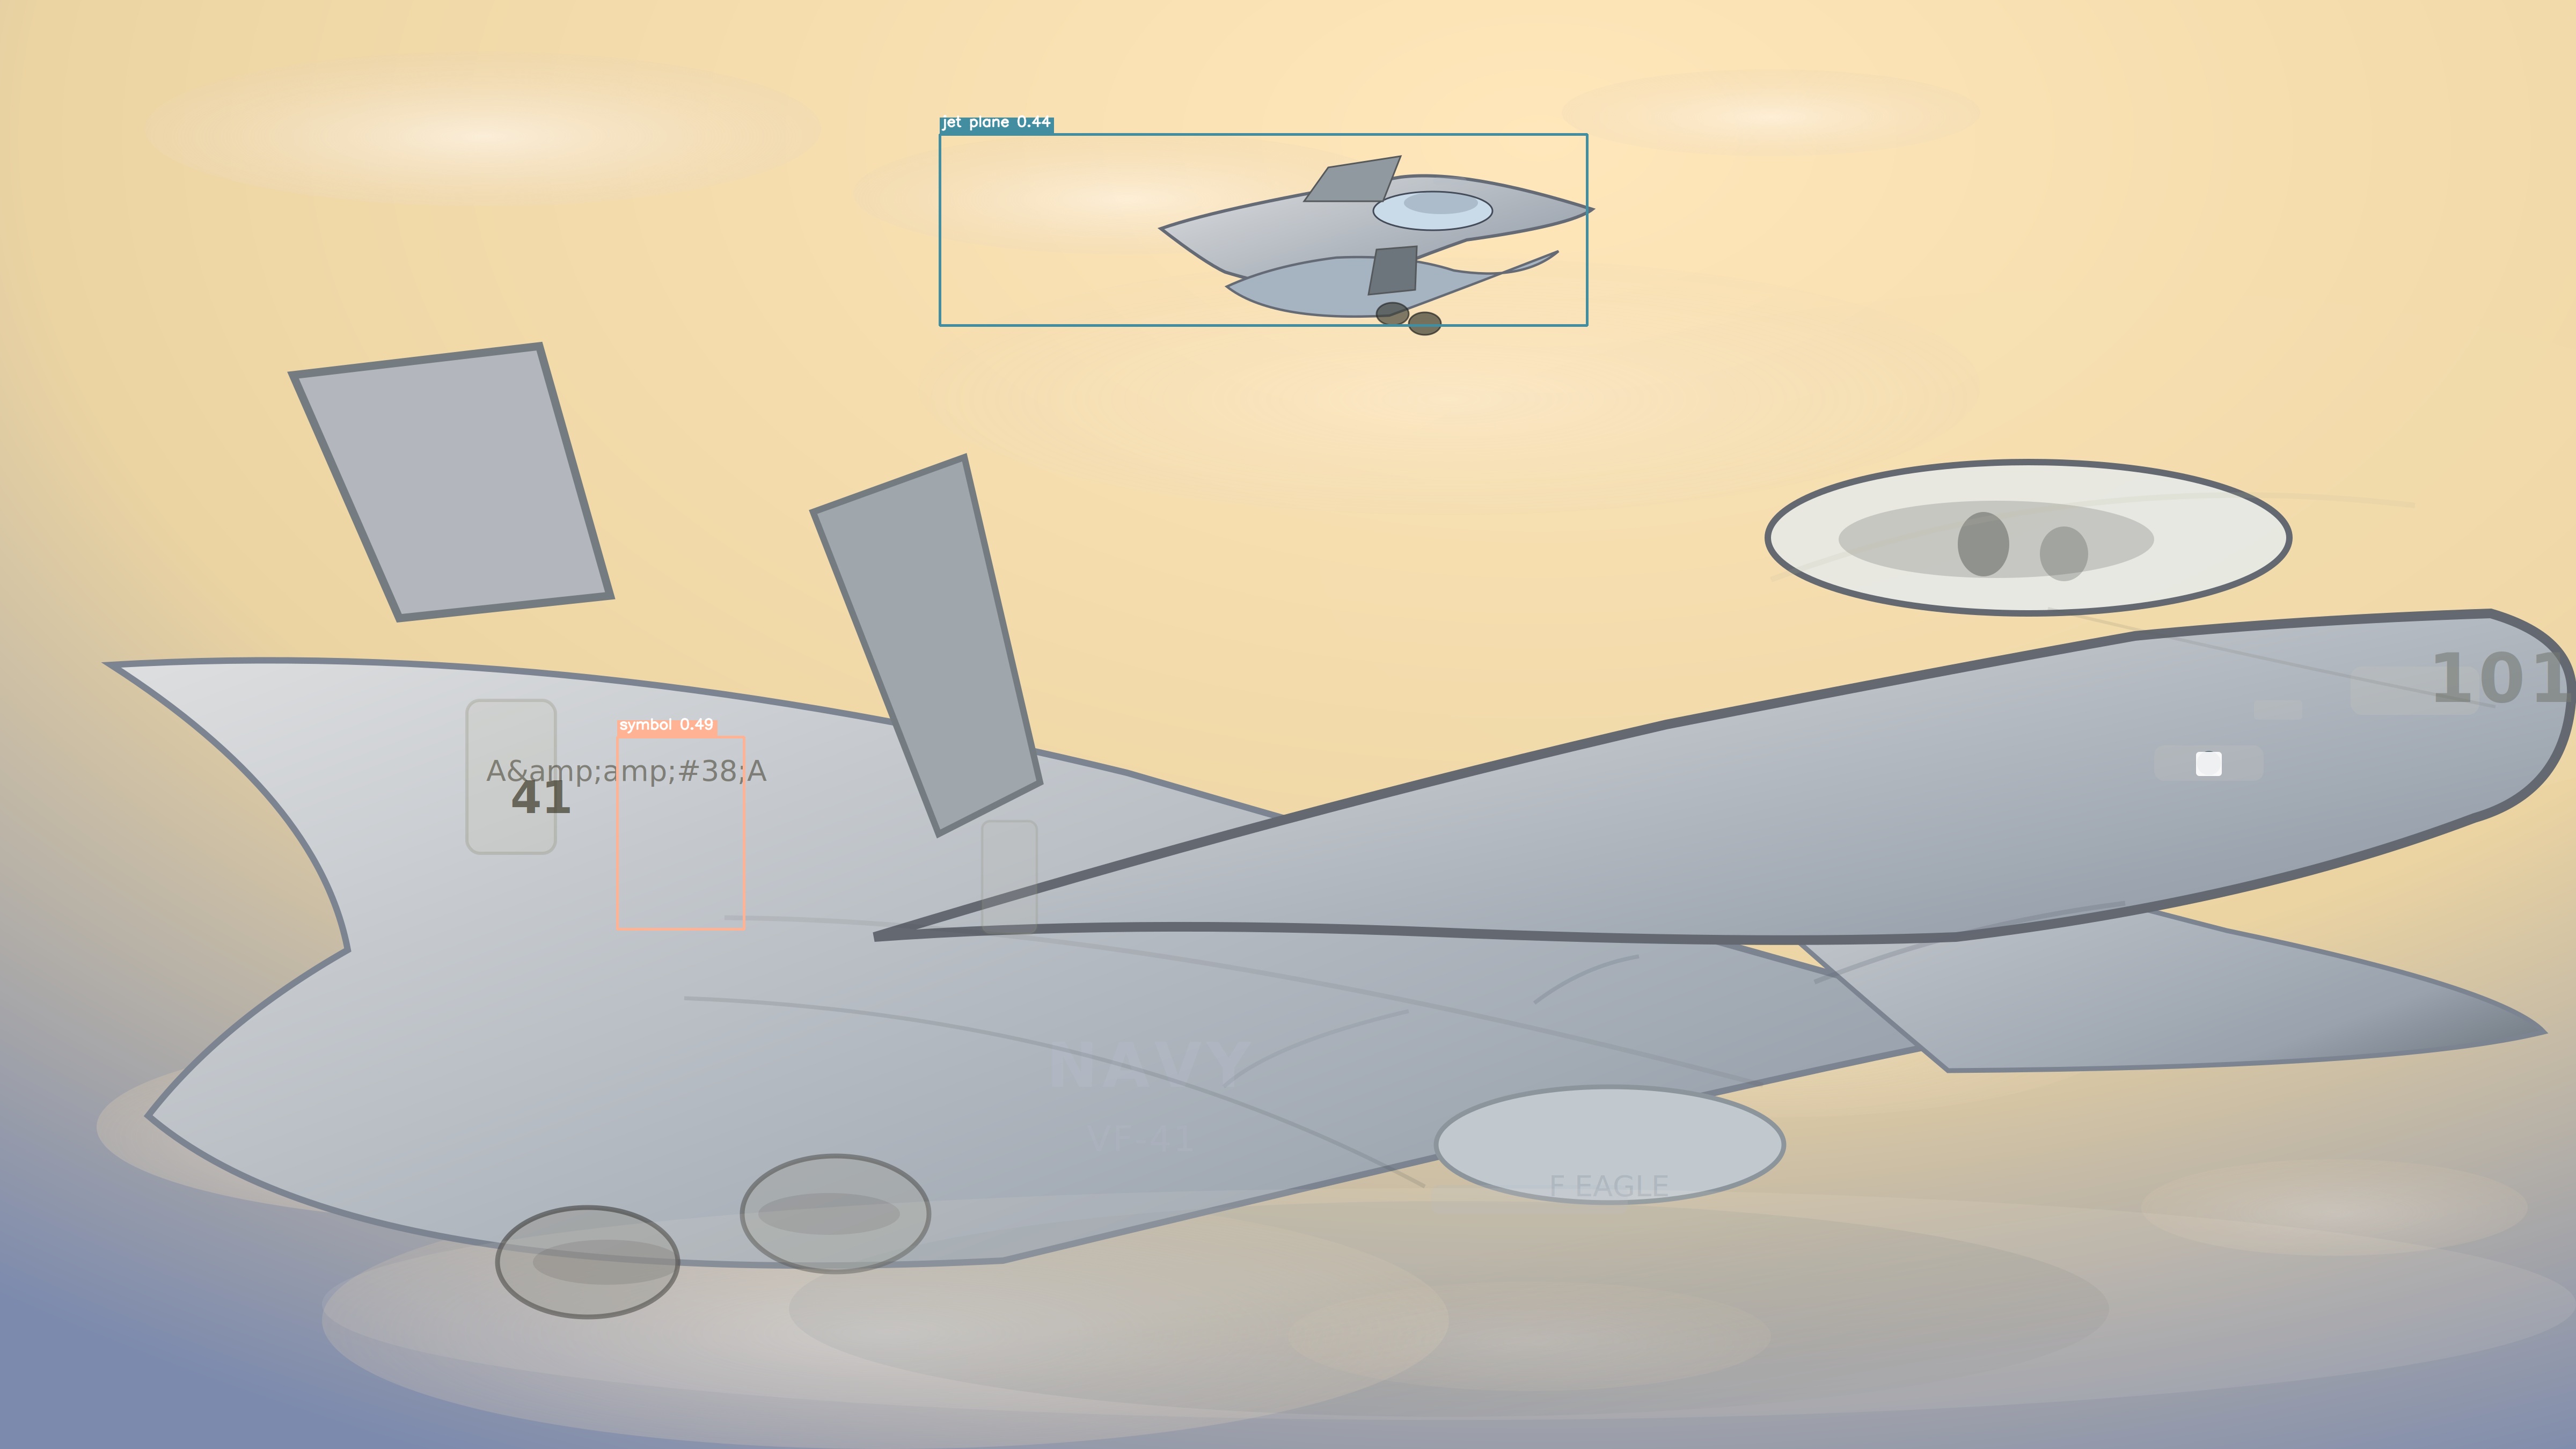 jet plane 0.44
101
symbol 0.49
A&amp;amp;#38;A
41
NAVY
VF-41
F EAGLE